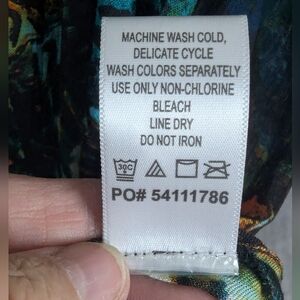 MACHINE WASH COLD,
DELICATE CYCLE
WASH COLORS SEPARATELY
USE ONLY NON-CHLORINE
BLEACH
LINE DRY
DO NOT IRON
30C
PO# 54111786